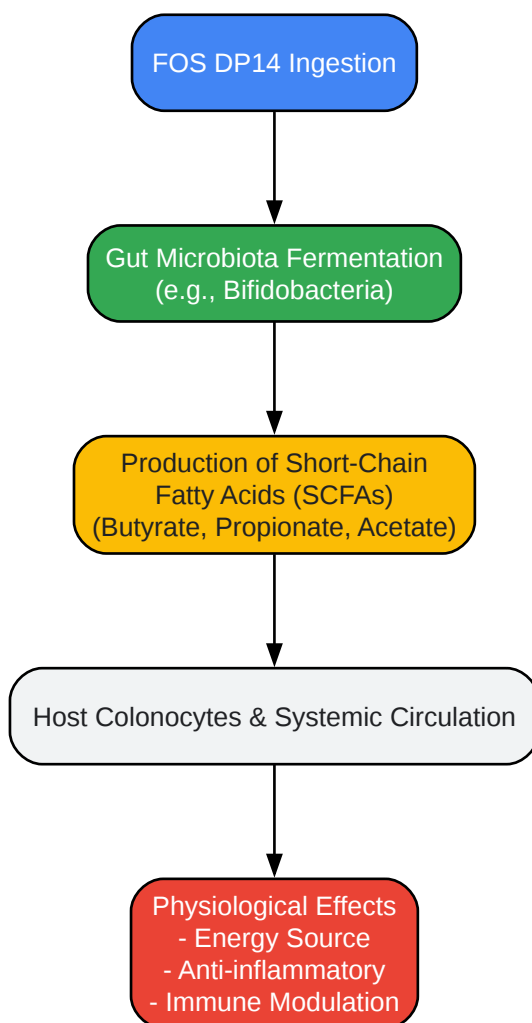 FOS DP14 Ingestion
Gut Microbiota Fermentation
(e.g., Bifidobacteria)
Production of Short-Chain
Fatty Acids (SCFAs)
(Butyrate, Propionate, Acetate)
Host Colonocytes & Systemic Circulation
Physiological Effects
- Energy Source
- Anti-inflammatory
- Immune Modulation